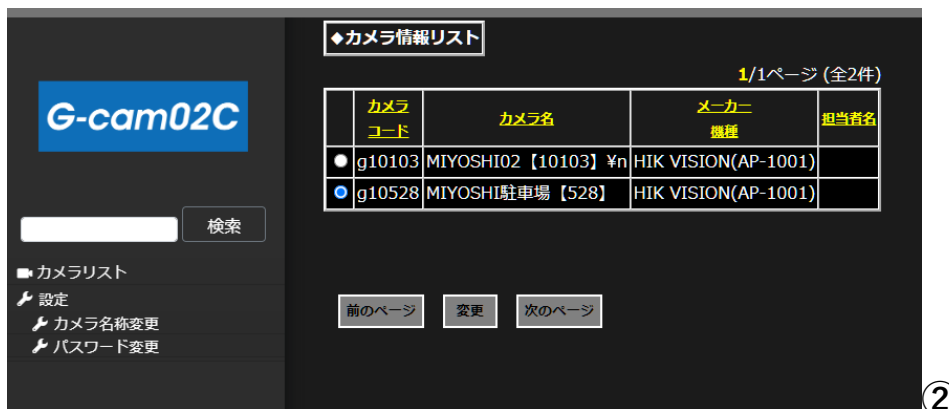 ◆カメラ情報リスト
1/1ページ (全2件)
G-cam02C
カメラ
コード
カメラ名
メーカー
機種
担当者名
g10103 MIYOSHI02【10103】¥n HIK VISION(AP-1001)
g10528 MIYOSHI駐車場【528】 HIK VISION(AP-1001)
検索
カメラリスト
設定
カメラ名称変更
パスワード変更
前のページ 変更 次のページ
②